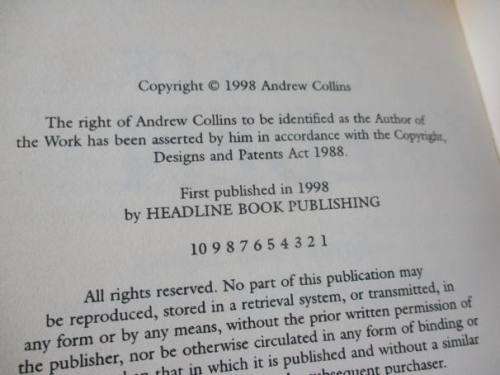 Copyright © 1998 Andrew Collins
The right of Andrew Collins to be identified as the Author of
the Work has been asserted by him in accordance with the Copyright,
Designs and Patents Act 1988.
First published in 1998
by HEADLINE BOOK PUBLISHING
10 9 8 7 6 5 4 3 2 1
All rights reserved. No part of this publication may
be reproduced, stored in a retrieval system, or transmitted, in
any form or by any means, without the prior written permission of
the publisher, nor be otherwise circulated in any form of binding or
than that in which it is published and without a similar
subsequent purchaser.